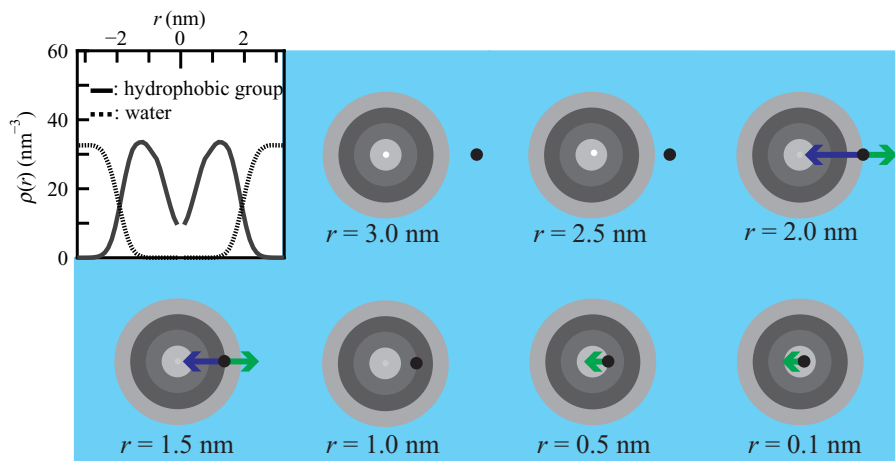 r (nm)
−2 0 2
60
40
20
0
ρ(r) (nm⁻³)
: hydrophobic group
: water
r = 3.0 nm
r = 2.5 nm
r = 2.0 nm
r = 1.5 nm
r = 1.0 nm
r = 0.5 nm
r = 0.1 nm